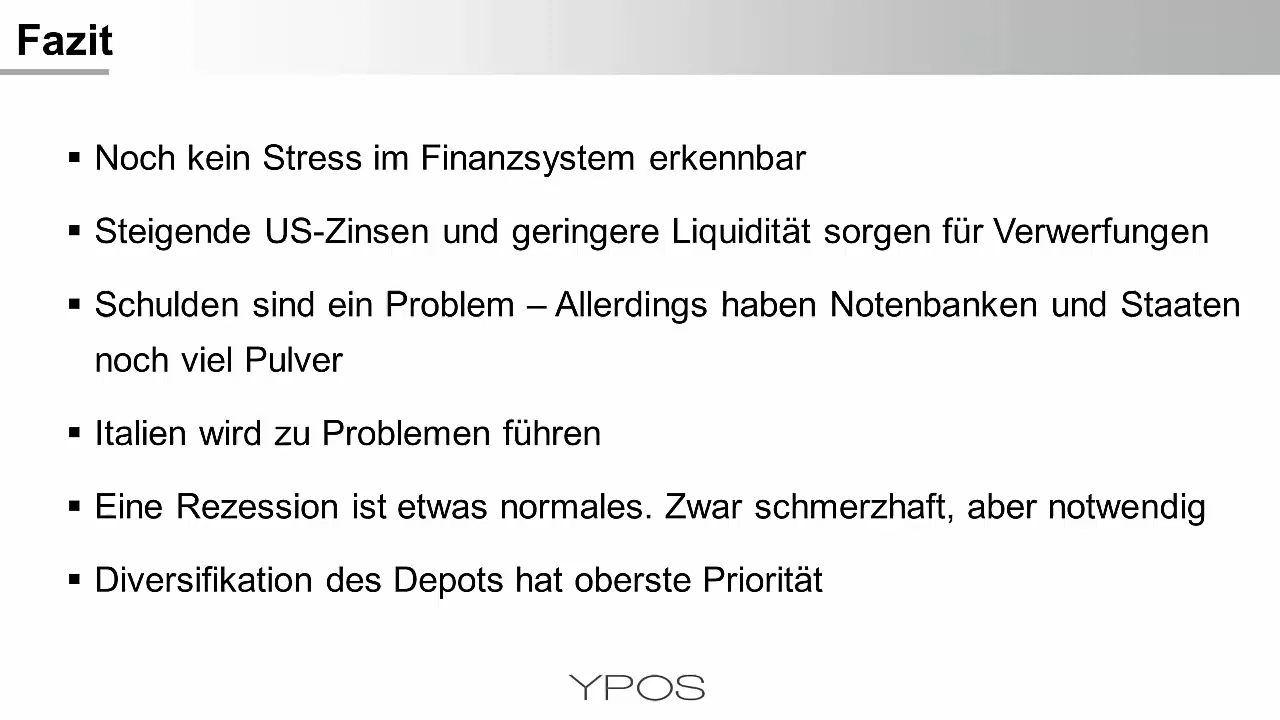 Fazit
▪ Noch kein Stress im Finanzsystem erkennbar
▪ Steigende US-Zinsen und geringere Liquidität sorgen für Verwerfungen
▪ Schulden sind ein Problem – Allerdings haben Notenbanken und Staaten
noch viel Pulver
▪ Italien wird zu Problemen führen
▪ Eine Rezession ist etwas normales. Zwar schmerzhaft, aber notwendig
▪ Diversifikation des Depots hat oberste Priorität
YPOS